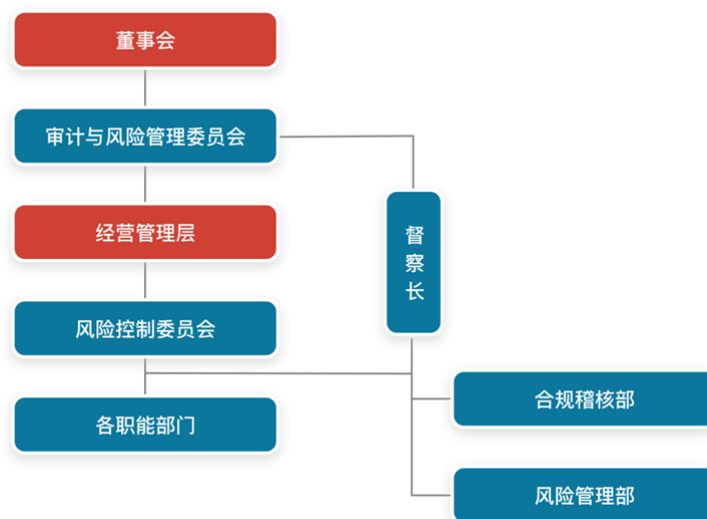 董事会
审计与风险管理委员会
经营管理层
督察长
风险控制委员会
合规稽核部
各职能部门
风险管理部